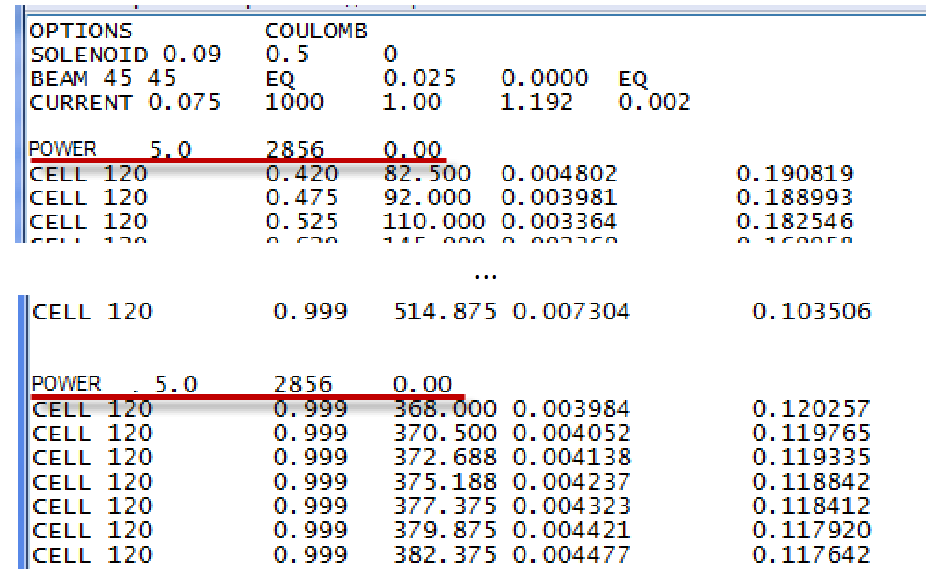 OPTIONS COULOMB
SOLENOID 0.09 0.5 0
BEAM 45 45 EQ 0.025 0.0000 EQ
CURRENT 0.075 1000 1.00 1.192 0.002
POWER 5.0 2856 0.00
CELL 120 0.420 82.500 0.004802 0.190819
CELL 120 0.475 92.000 0.003981 0.188993
CELL 120 0.525 110.000 0.003364 0.182546
...
CELL 120 0.999 514.875 0.007304 0.103506
POWER . 5.0 2856 0.00
CELL 120 0.999 368.000 0.003984 0.120257
CELL 120 0.999 370.500 0.004052 0.119765
CELL 120 0.999 372.688 0.004138 0.119335
CELL 120 0.999 375.188 0.004237 0.118842
CELL 120 0.999 377.375 0.004323 0.118412
CELL 120 0.999 379.875 0.004421 0.117920
CELL 120 0.999 382.375 0.004477 0.117642